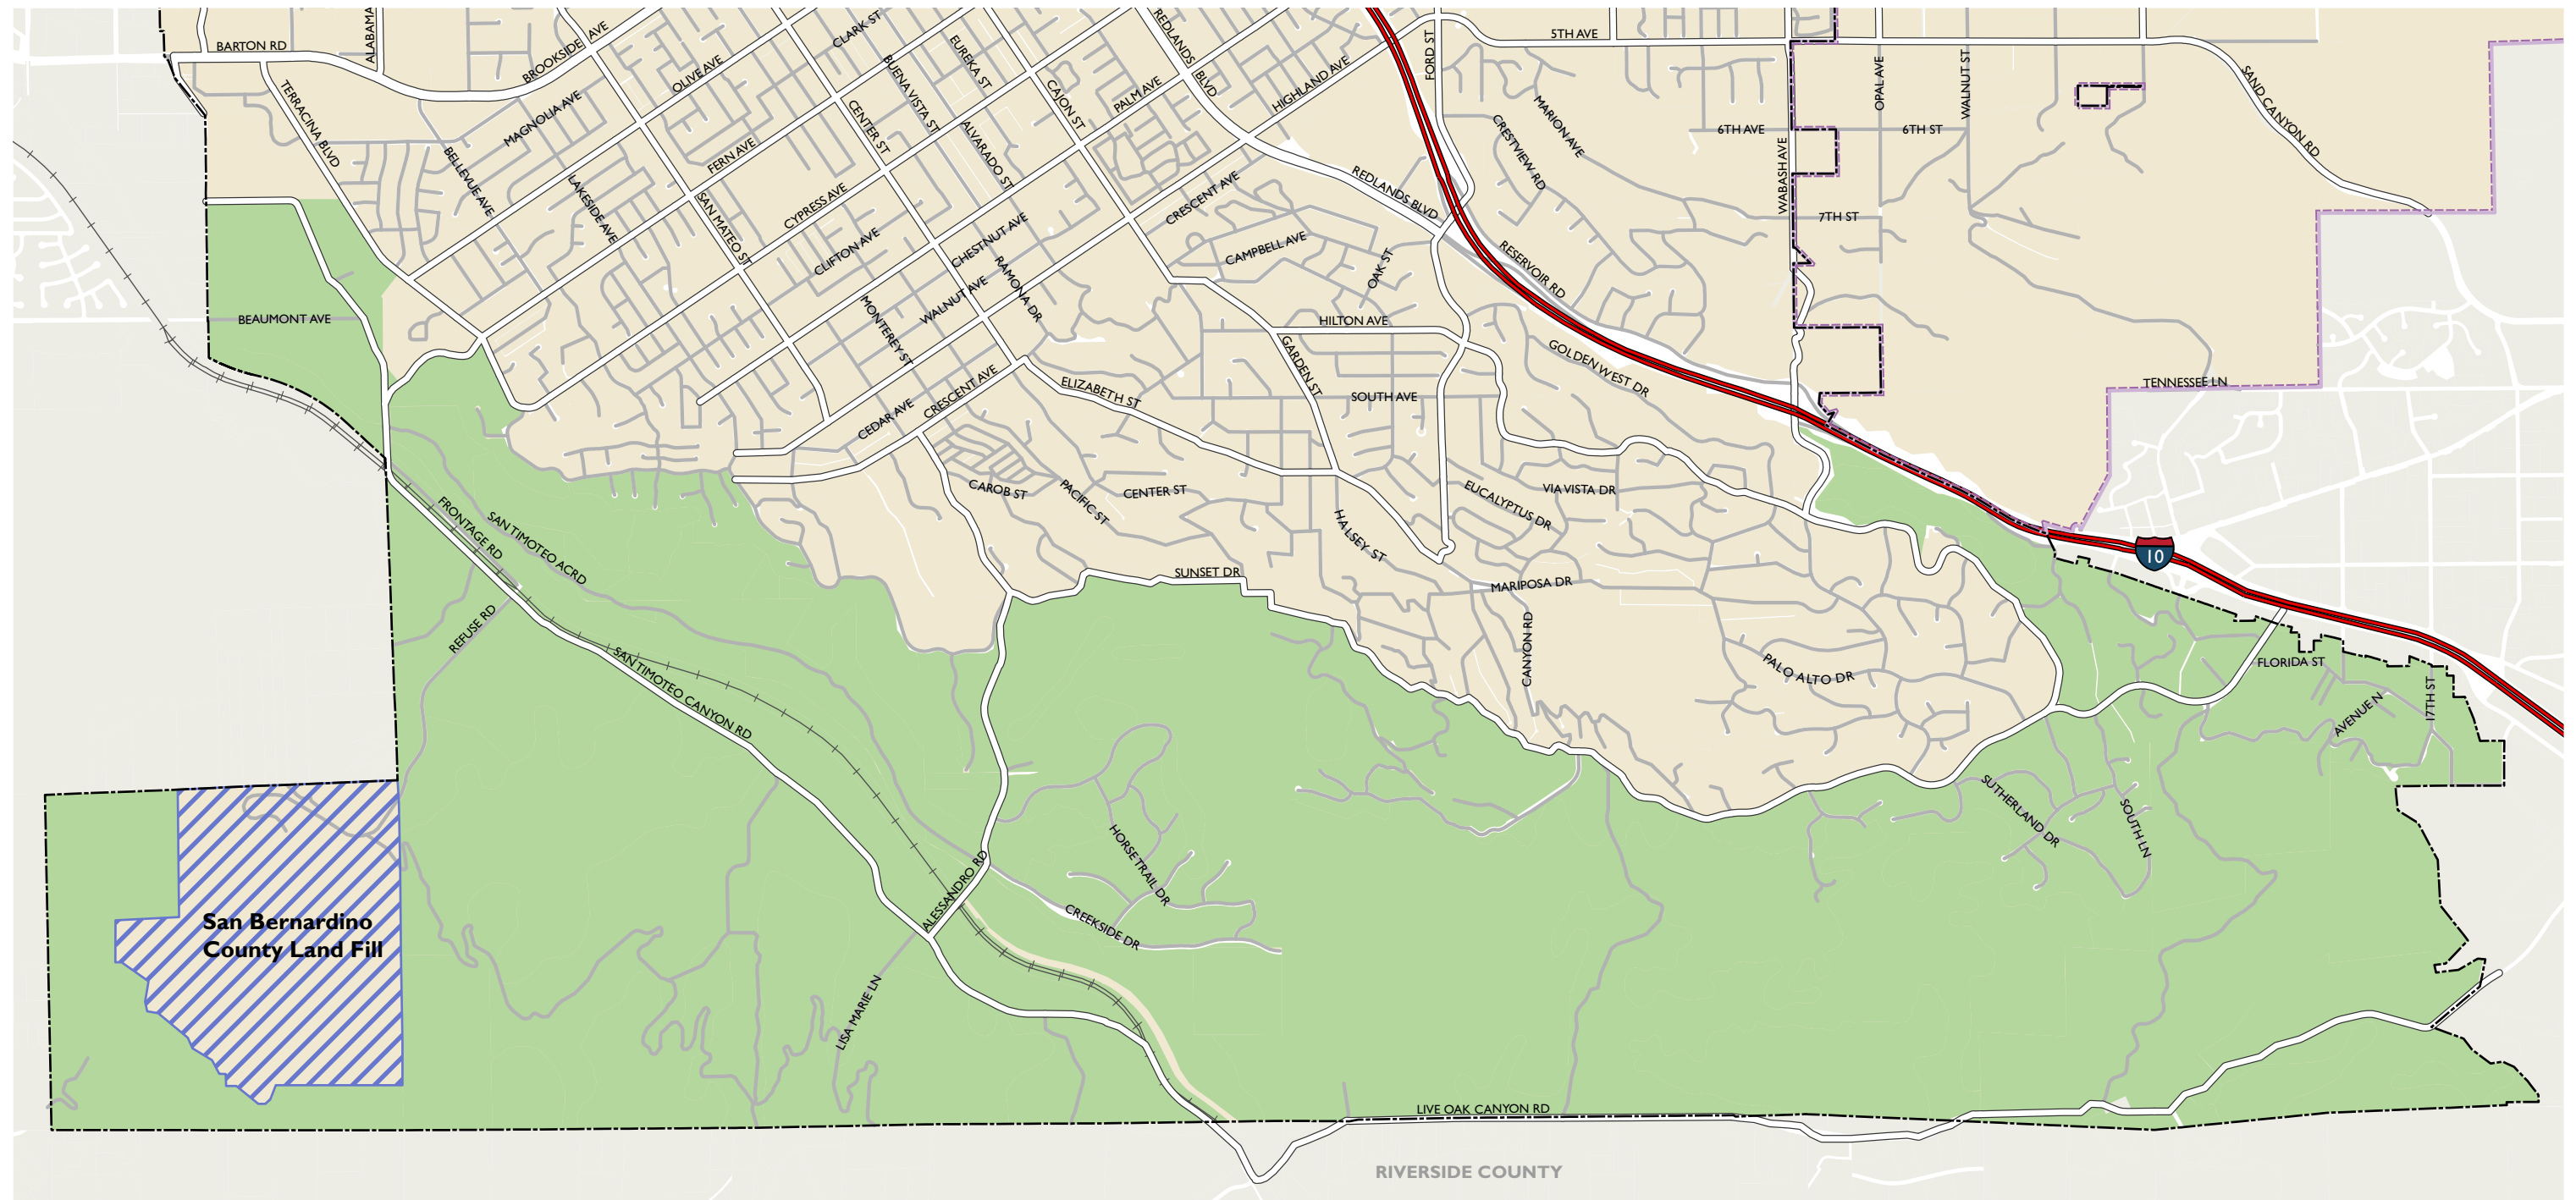 BARTON RD
ALABAMA
BROOKSIDE AVE
CLARK ST
OLIVE AVE
EUREKA ST
REDLANDS BLVD
FORD ST
5TH AVE
SAND CANYON RD
TERRACINA BLVD
MAGNOLIA AVE
BUENA VISTA ST
CAJON ST
PALM AVE
HIGHLAND AVE
MARION AVE
OPAL AVE
WALNUT ST
CENTER ST
ALVARADO ST
CRESTVIEW RD
6TH AVE
6TH ST
BELLEVUE AVE
FERN AVE
LAKESIDE AVE
CYPRESS AVE
CRESCENT AVE
REDLANDS BLVD
WABASH AVE
7TH ST
SAN MATEO ST
CLIFTON AVE
CHESTNUT AVE
CAMPBELL AVE
OAK ST
RESERVOIR RD
RAMONA DR
WALNUT AVE
MONTEREY ST
BEAUMONT AVE
HILTON AVE
GARDEN ST
GOLDEN WEST DR
TENNESSEE LN
ELIZABETH ST
CRESCENT AVE
CEDAR AVE
SOUTH AVE
CAROB ST
PACIFIC ST
CENTER ST
EUCALYPTUS DR
VIA VISTA DR
HALSEY ST
FRONTAGE RD
SAN TIMOTEO ACRD
10
SUNSET DR
MARIPOSA DR
REFUSE RD
CANYON RD
PALO ALTO DR
FLORIDA ST
SAN TIMOTEO CANYON RD
AVENUE N
17TH ST
SUTHERLAND DR
SOUTH LN
HORSE TRAIL DR
ALESSANDRO RD
CREEKSIDE DR
San Bernardino
County Land Fill
LISA MARIE LN
LIVE OAK CANYON RD
RIVERSIDE COUNTY